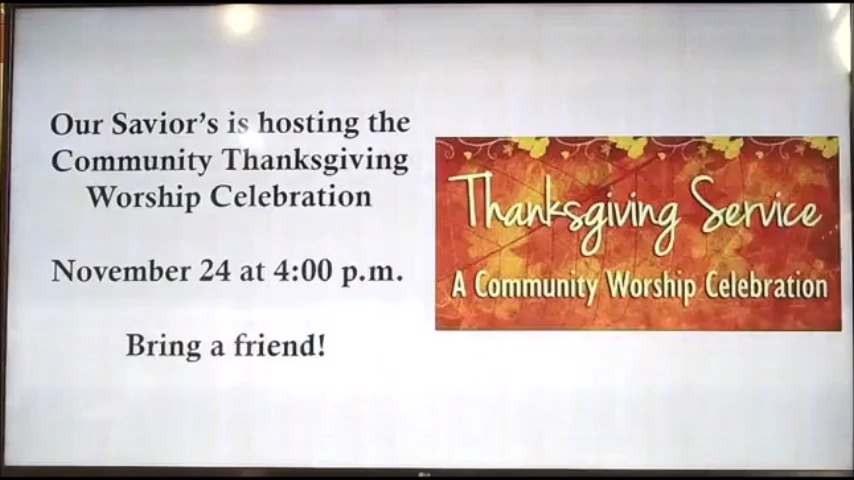 Our Savior's is hosting the
Community Thanksgiving
Worship Celebration
November 24 at 4:00 p.m.
Bring a friend!
Thanksgiving Service
A Community Worship Celebration